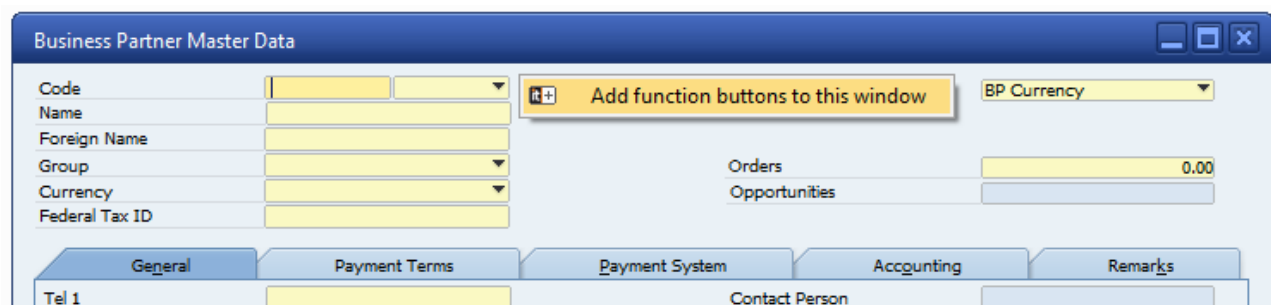 Business Partner Master Data
Code
it+ Add function buttons to this window
BP Currency
Name
Foreign Name
Group
Orders 0.00
Currency
Opportunities
Federal Tax ID
General Payment Terms Payment System Accounting Remarks
Tel 1 Contact Person